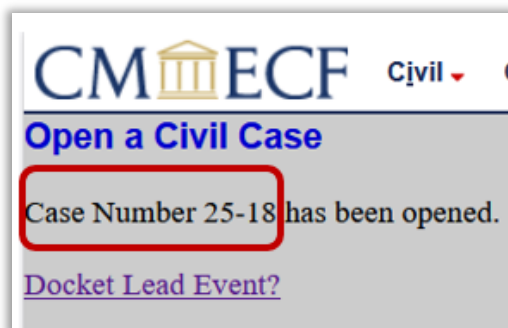 CM ECF Civil
Open a Civil Case
Case Number 25-18 has been opened.
Docket Lead Event?